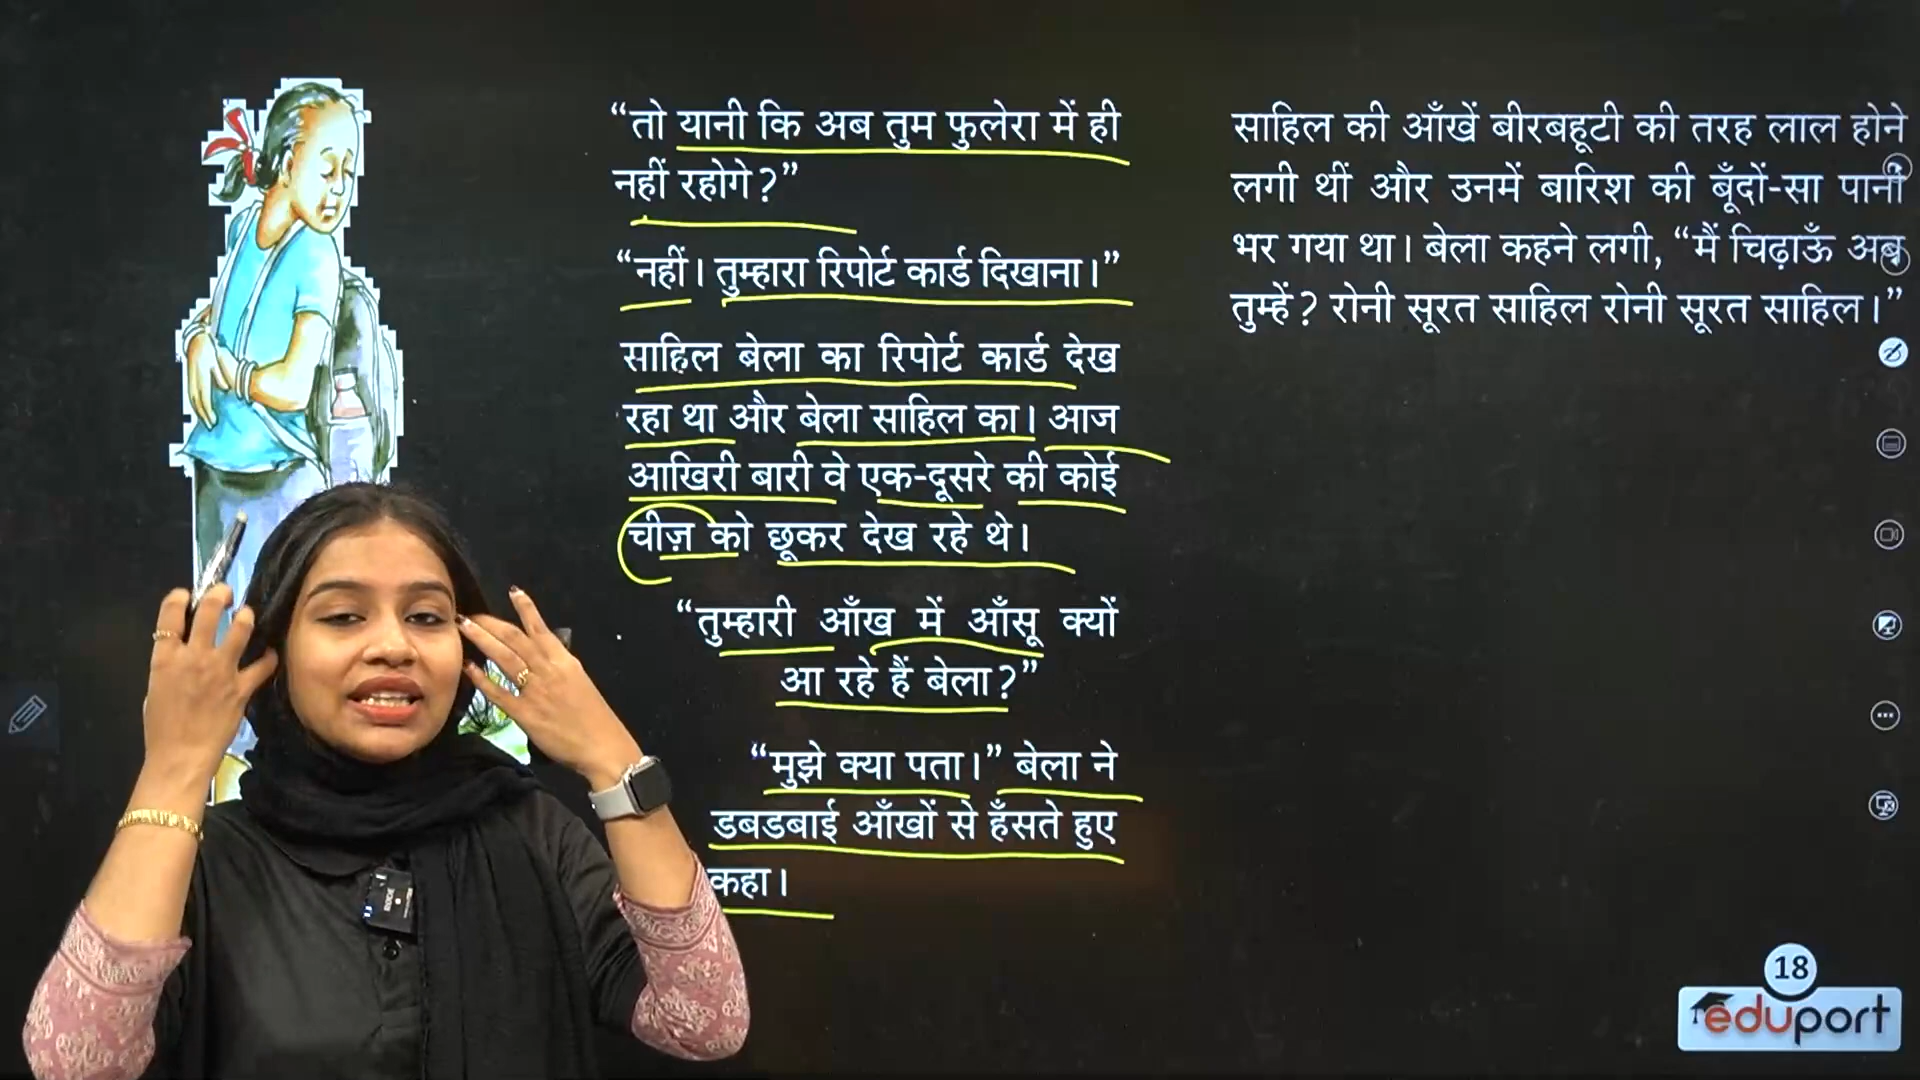 “तो यानी कि अब तुम फुलेरा में ही
नहीं रहोगे?”
“नहीं। तुम्हारा रिपोर्ट कार्ड दिखाना।”
साहिल बेला का रिपोर्ट कार्ड देख
रहा था और बेला साहिल का। आज
आखिरी बारी वे एक-दूसरे की कोई
चीज़ को छूकर देख रहे थे।
“तुम्हारी आँख में आँसू क्यों
आ रहे हैं बेला?”
“मुझे क्या पता।” बेला ने
डबडबाई आँखों से हँसते हुए
कहा।
साहिल की आँखें बीरबहूटी की तरह लाल होने
लगी थीं और उनमें बारिश की बूँदों-सा पानी
भर गया था। बेला कहने लगी, “मैं चिढ़ाऊँ अब
तुम्हें? रोनी सूरत साहिल रोनी सूरत साहिल।”
18
eduport